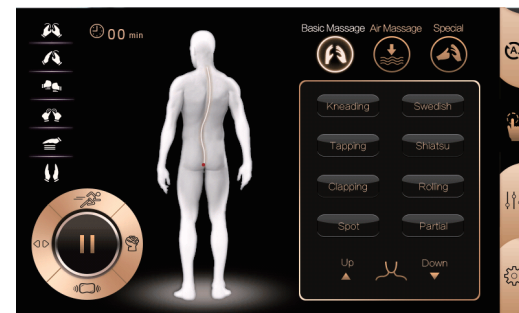 00 min
Basic Massage Air Massage Special
Kneading Swedish
Tapping Shiatsu
Clapping Rolling
Spot Partial
Up Down